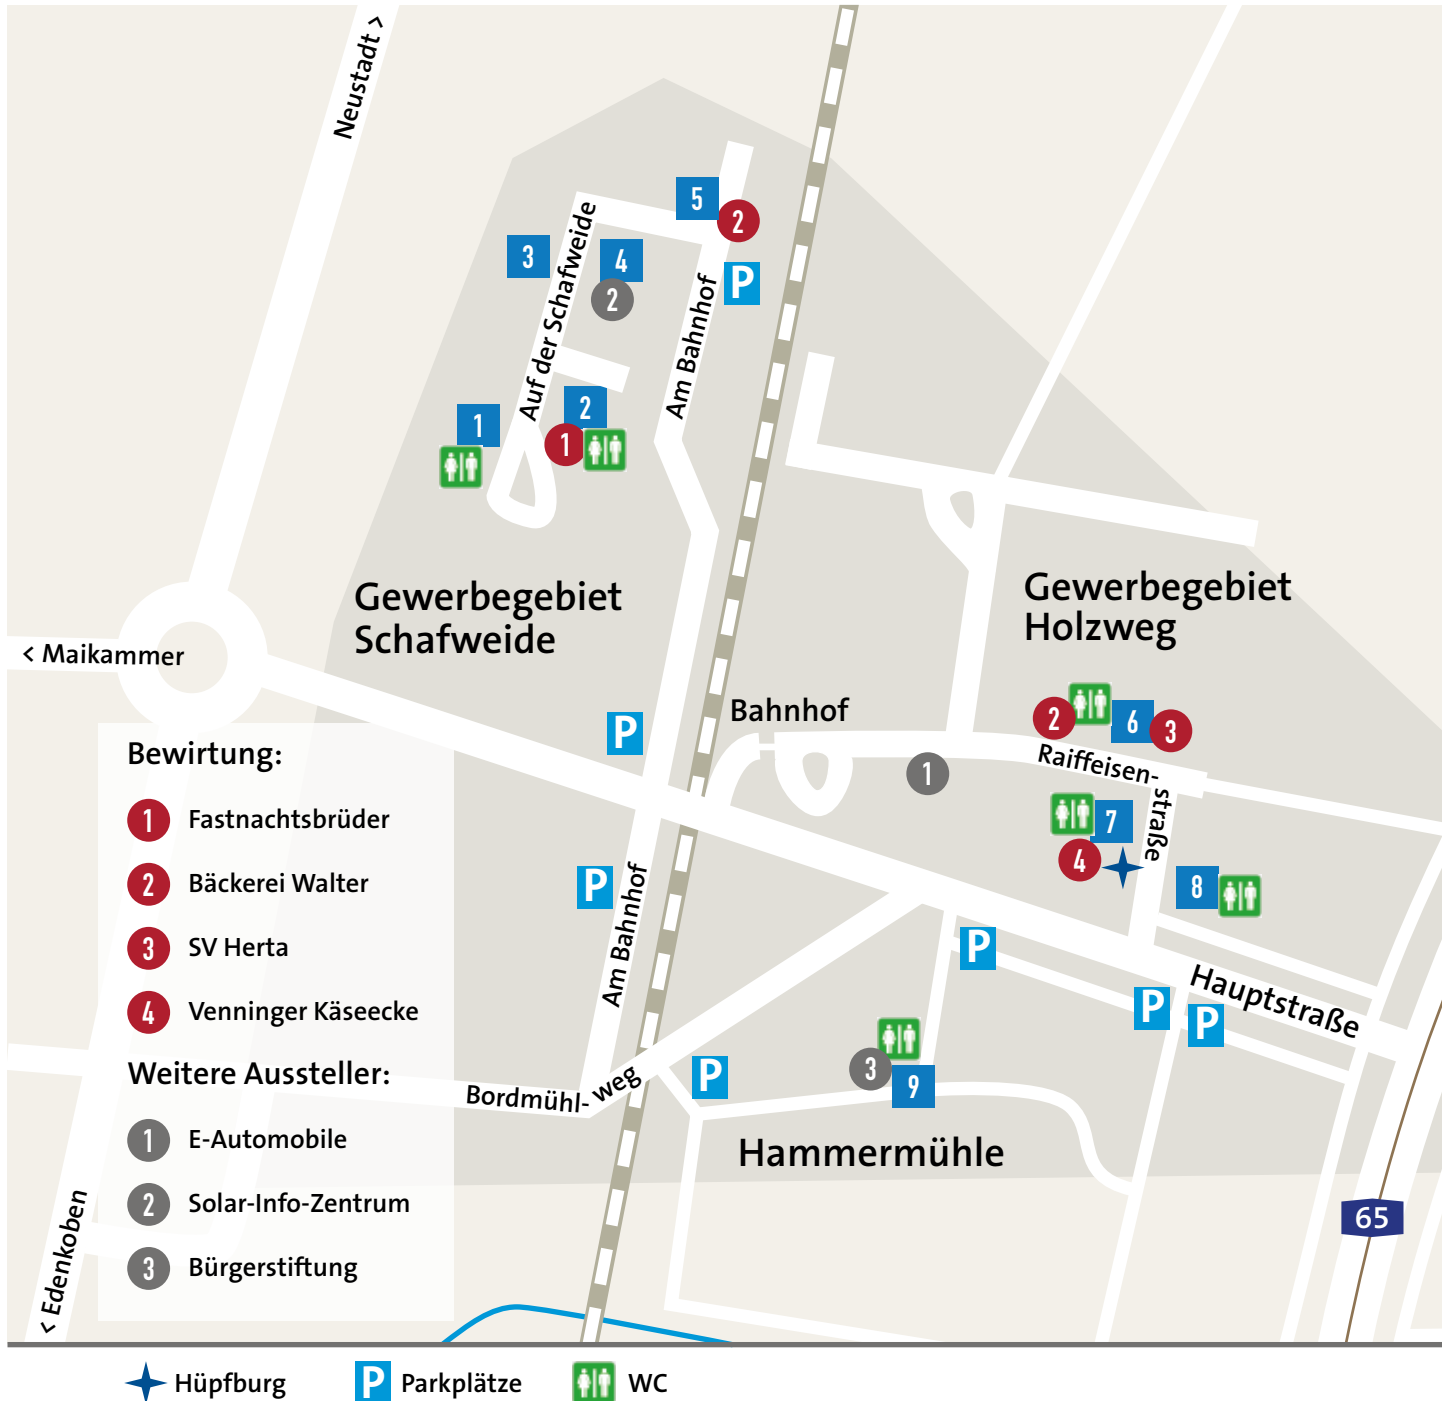 Neustadt >
5
2
3
4
2
P
Auf der Schafweide
Am Bahnhof
1
2
1
Gewerbegebiet
Schafweide
Gewerbegebiet
Holzweg
< Maikammer
P
Bahnhof
2
6
3
Raiffeisen-
straße
1
7
4
8
P
Am Bahnhof
P
Hauptstraße
P
P
3
9
P
Bordmühl-
weg
Hammermühle
65
< Edenkoben
Bewirtung:
1 Fastnachtsbrüder
2 Bäckerei Walter
3 SV Herta
4 Venninger Käseecke
Weitere Aussteller:
1 E-Automobile
2 Solar-Info-Zentrum
3 Bürgerstiftung
Hüpfburg
P Parkplätze
WC